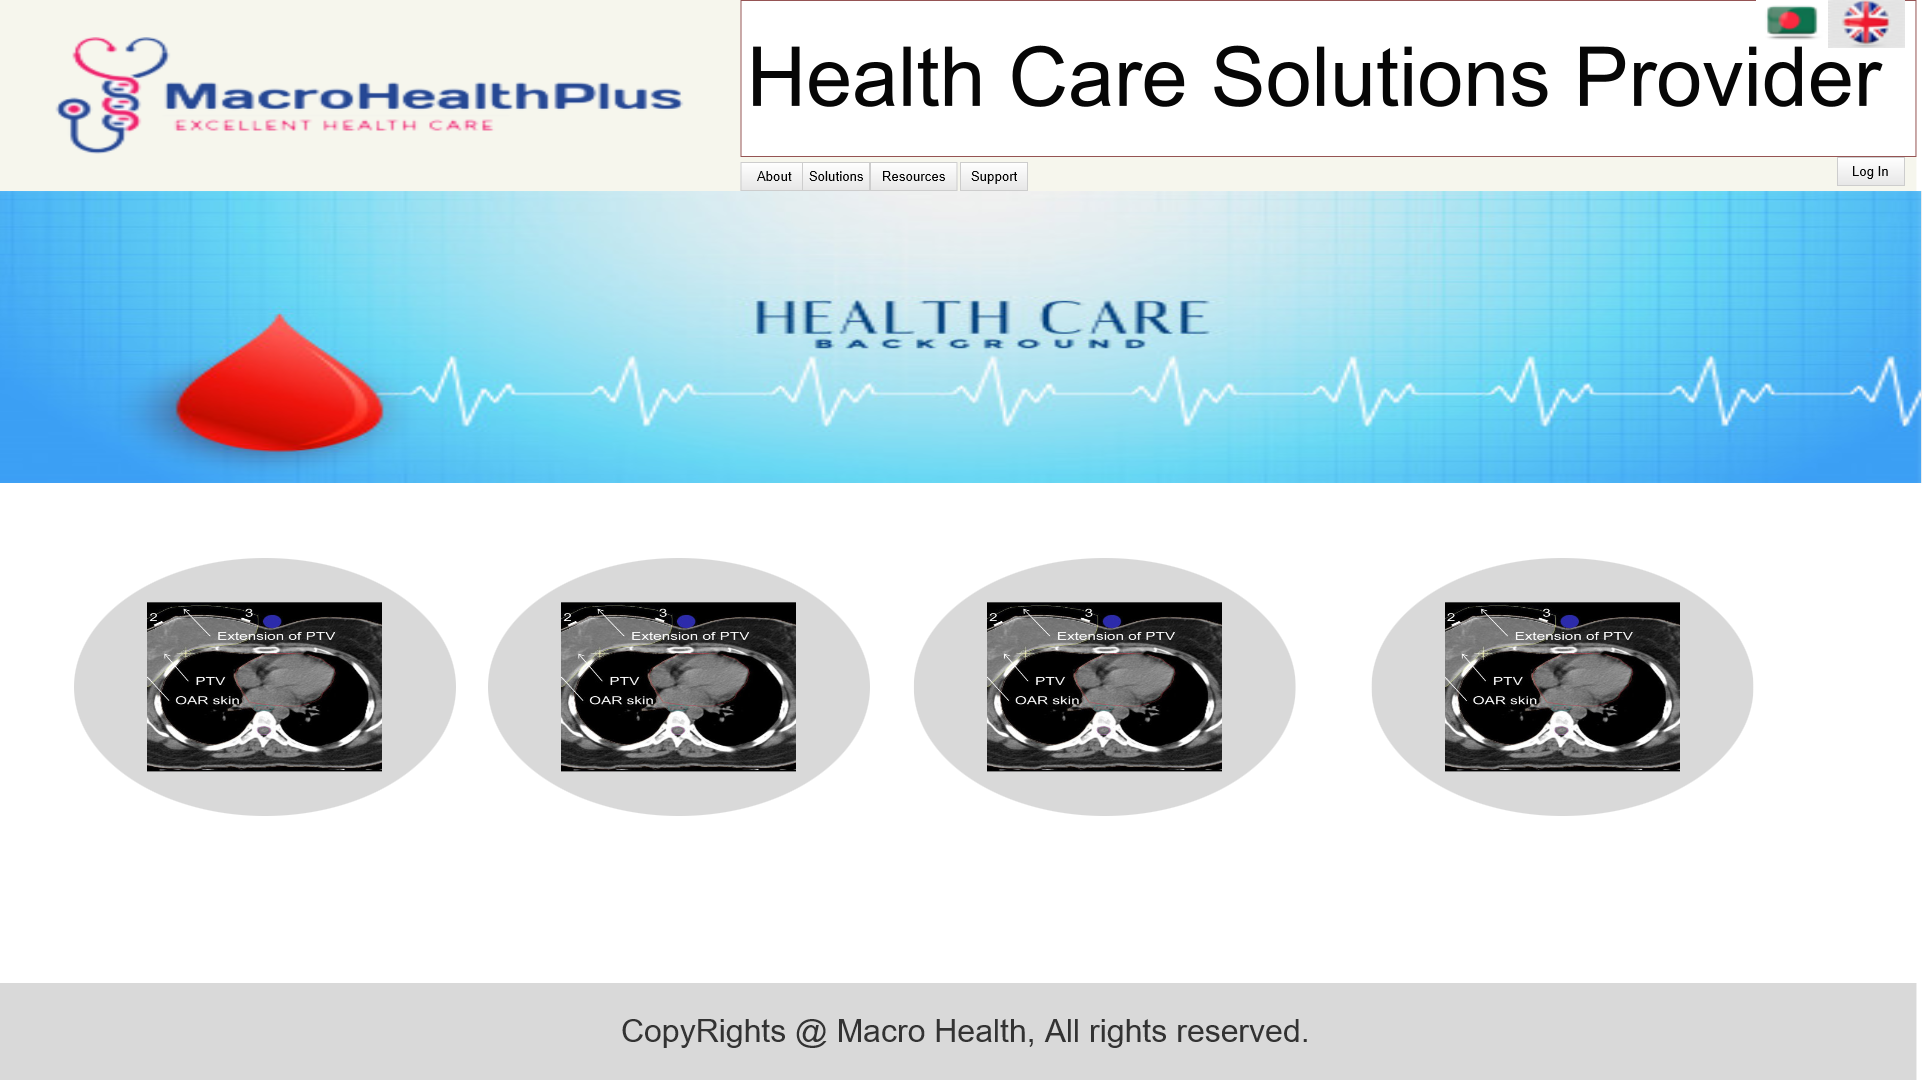 MacroHealthPlus
EXCELLENT HEALTH CARE
Health Care Solutions Provider
About Solutions Resources Support
Log In
HEALTH CARE
BACKGROUND
2 3
Extension of PTV
PTV
OAR skin
2 3
Extension of PTV
PTV
OAR skin
2 3
Extension of PTV
PTV
OAR skin
2 3
Extension of PTV
PTV
OAR skin
CopyRights @ Macro Health, All rights reserved.